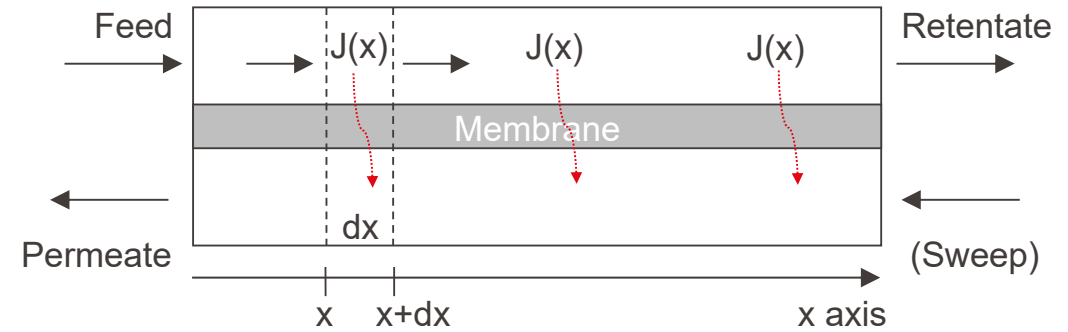 Feed
J(x)
J(x)
J(x)
Retentate
Membrane
dx
Permeate
(Sweep)
x
x+dx
x axis